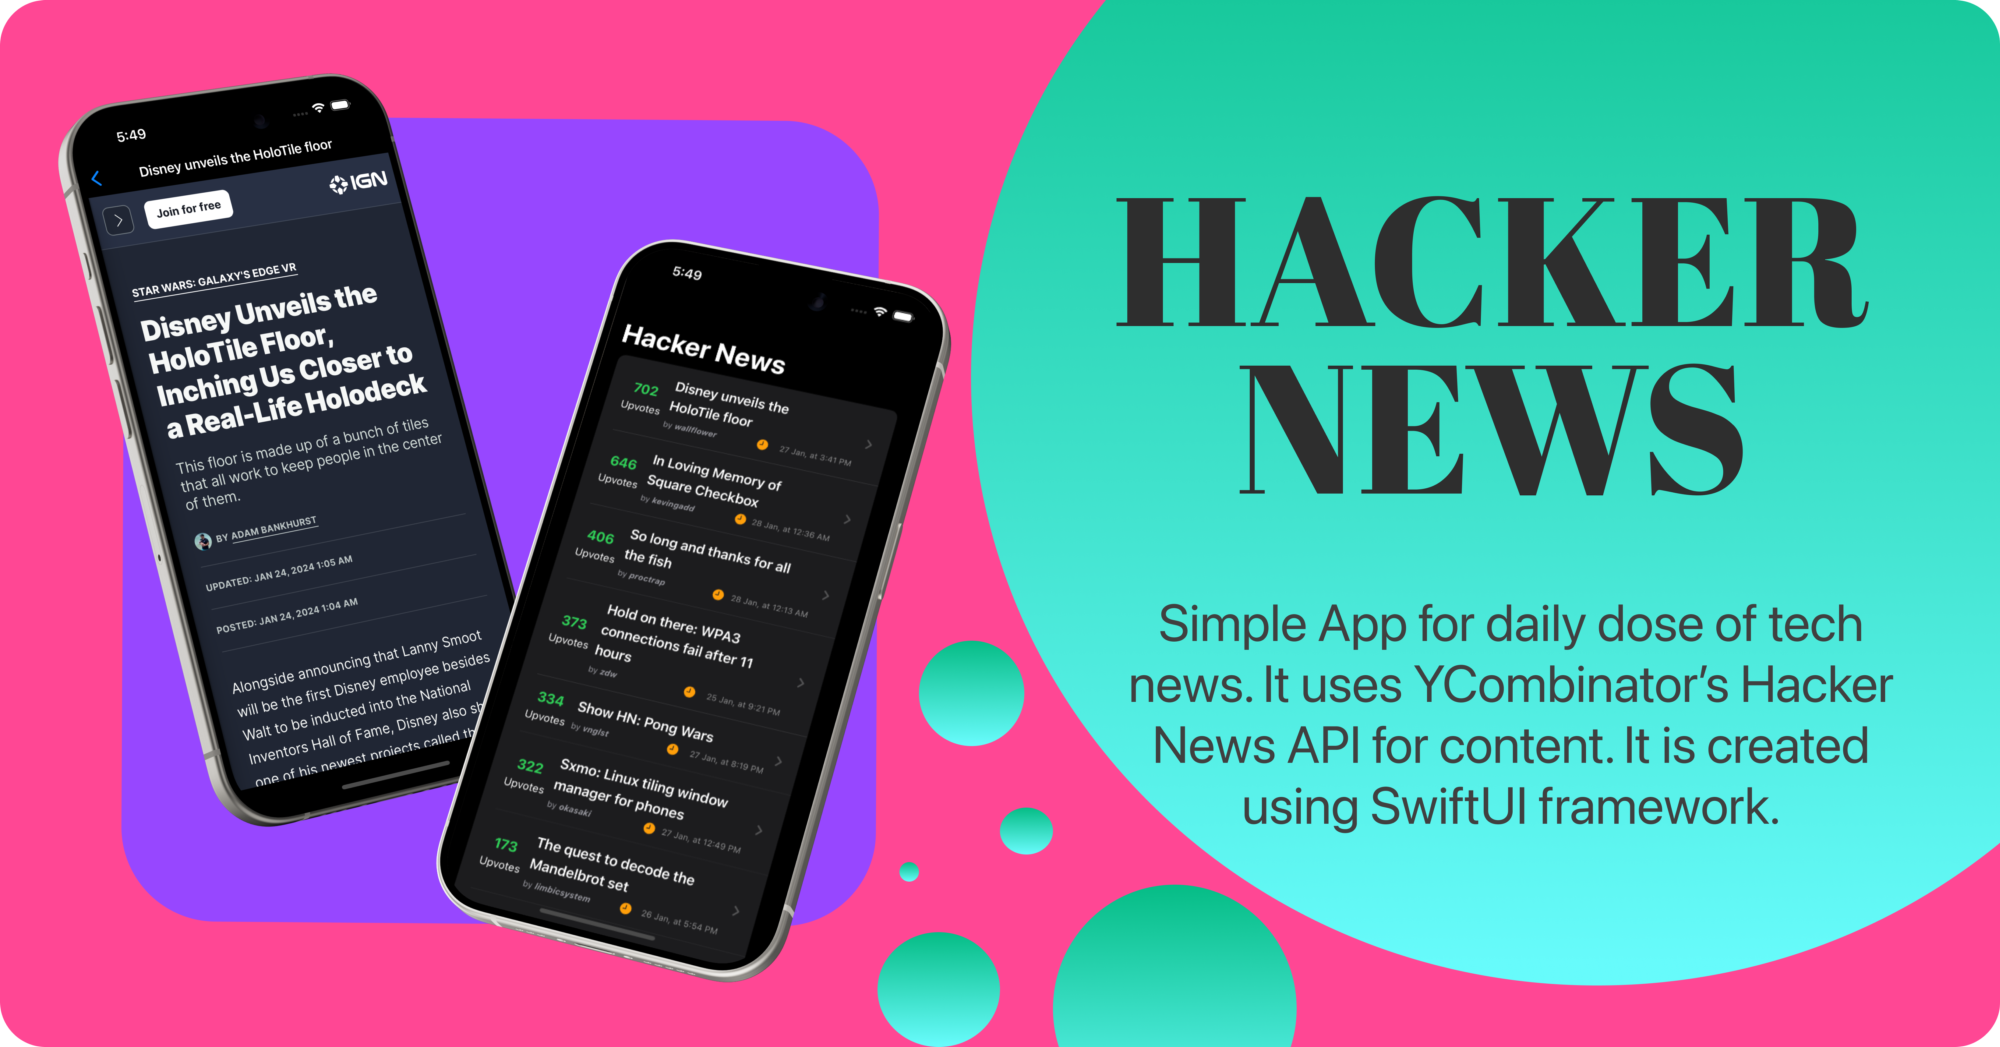 5:49
Disney unveils the HoloTile floor
Join for free
IGN
STAR WARS: GALAXY'S EDGE VR
Disney Unveils the
HoloTile Floor,
Inching Us Closer to
a Real-Life Holodeck
This floor is made up of a bunch of tiles
that all work to keep people in the center
of them.
BY ADAM BANKHURST
UPDATED: JAN 24, 2024 1:05 AM
POSTED: JAN 24, 2024 1:04 AM
Alongside announcing that Lanny Smoot
will be the first Disney employee besides
Walt to be inducted into the National
Inventors Hall of Fame, Disney also
one of his newest projects called
5:49
Hacker News
702 Upvotes
Disney unveils the
HoloTile floor
by wallflower
27 Jan, at 3:41 PM
646 Upvotes
In Loving Memory of
Square Checkbox
by kevingadd
28 Jan, at 12:36 AM
406 Upvotes
So long and thanks for all
the fish
by proctrap
28 Jan, at 12:13 AM
373 Upvotes
Hold on there: WPA3
connections fail after 11
hours
by zdw
25 Jan, at 9:21 PM
334 Upvotes
Show HN: Pong Wars
by vnglst
27 Jan, at 8:19 PM
322 Upvotes
Sxmo: Linux tiling window
manager for phones
by okasaki
27 Jan, at 12:49 PM
173 Upvotes
The quest to decode the
Mandelbrot set
by limbicsystem
26 Jan, at 5:54 PM
HACKER
NEWS
Simple App for daily dose of tech
news. It uses YCombinator’s Hacker
News API for content. It is created
using SwiftUI framework.